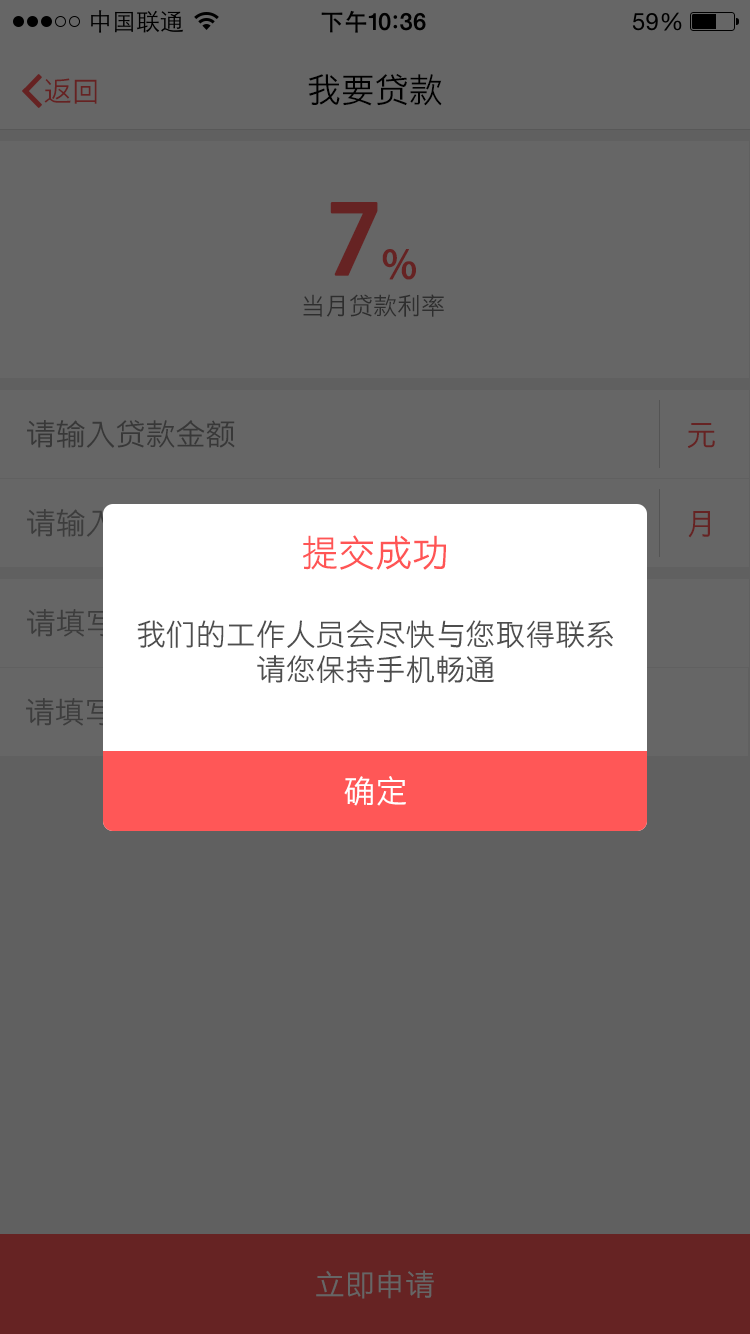 中国联通 下午10:36 59%
返回 我要贷款
7%
当月贷款利率
请输入贷款金额 元
请输入 月
请填写
请填写
提交成功
我们的工作人员会尽快与您取得联系
请您保持手机畅通
确定
立即申请